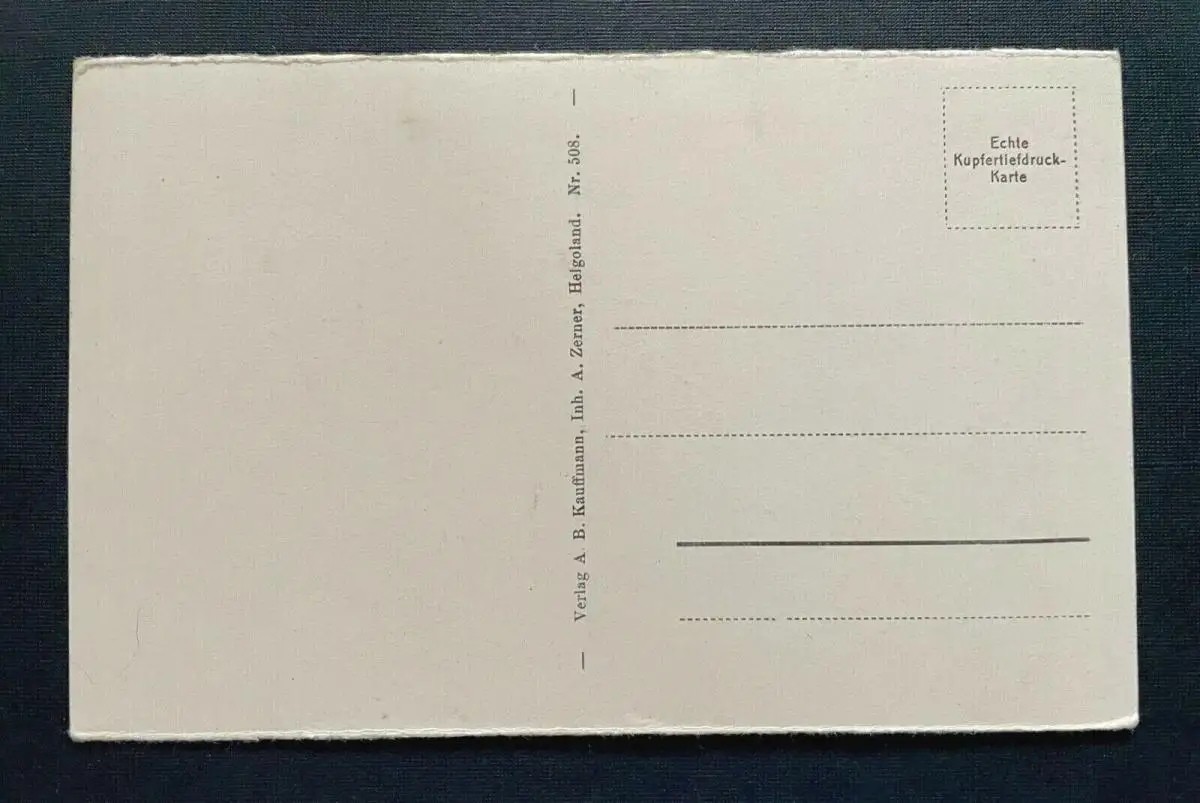 — Verlag A. B. Kauffmann, Inh. A. Zerner, Helgoland. Nr. 508. —
Echte
Kupfertiefdruck-
Karte